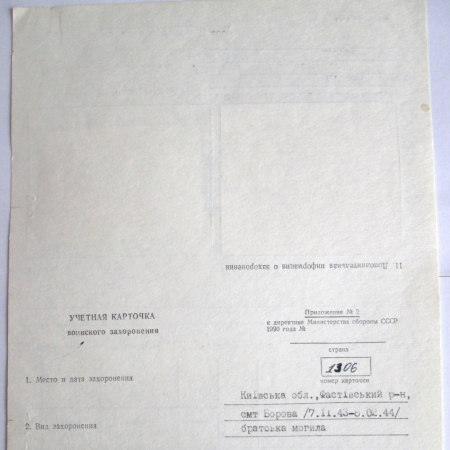 11. Дополнительная информация о захоронении
УЧЕТНАЯ КАРТОЧКА
воинского захоронения
Приложение № 2
к директиве Министерства обороны СССР
1990 года №
страна
1306
номер карточки
1. Место и дата захоронения
Київська обл., Фастівський р-н,
смт Борова /7.11.43-6.02.44/
2. Вид захоронения
братська могила